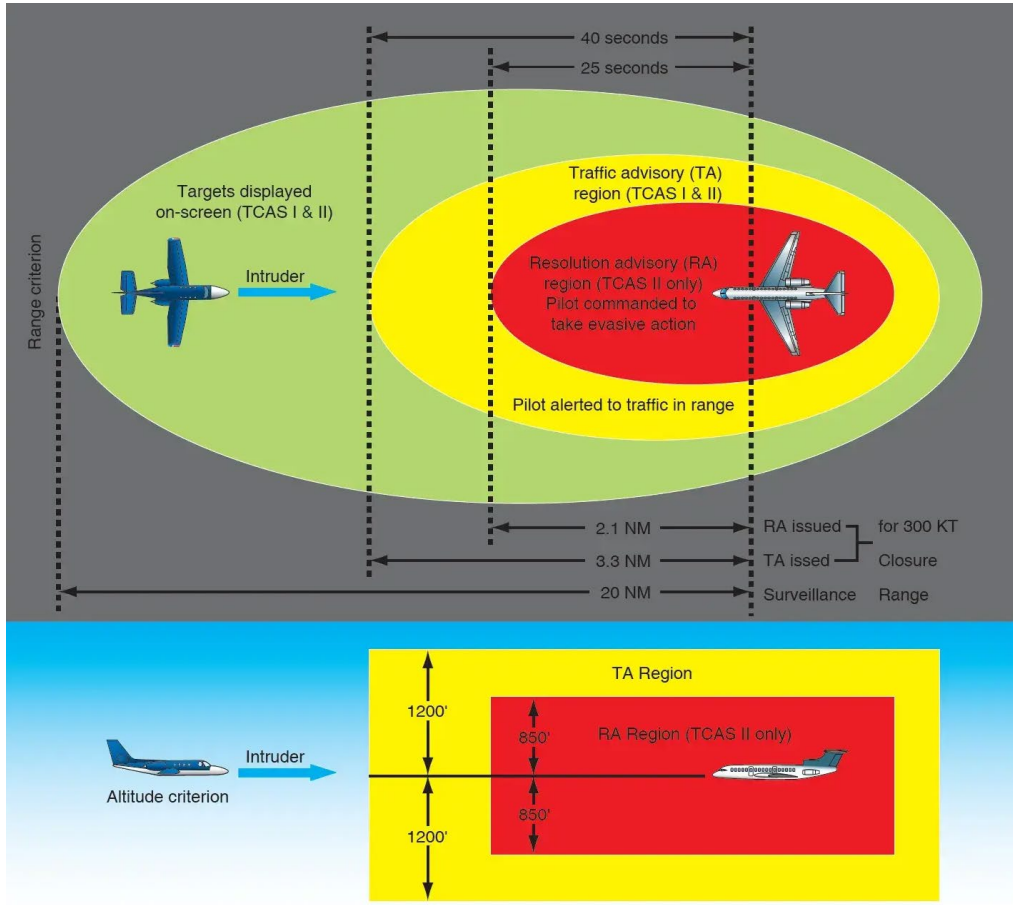 40 seconds
25 seconds
Traffic advisory (TA)
region (TCAS I & II)
Targets displayed
on-screen (TCAS I & II)
Range criterion
Intruder
Resolution advisory (RA)
region (TCAS II only)
Pilot commanded to
take evasive action
Pilot alerted to traffic in range
2.1 NM RA issued for 300 KT
3.3 NM TA issed Closure
20 NM Surveillance Range
TA Region
1200'
850' RA Region (TCAS II only)
Intruder
Altitude criterion
850'
1200'